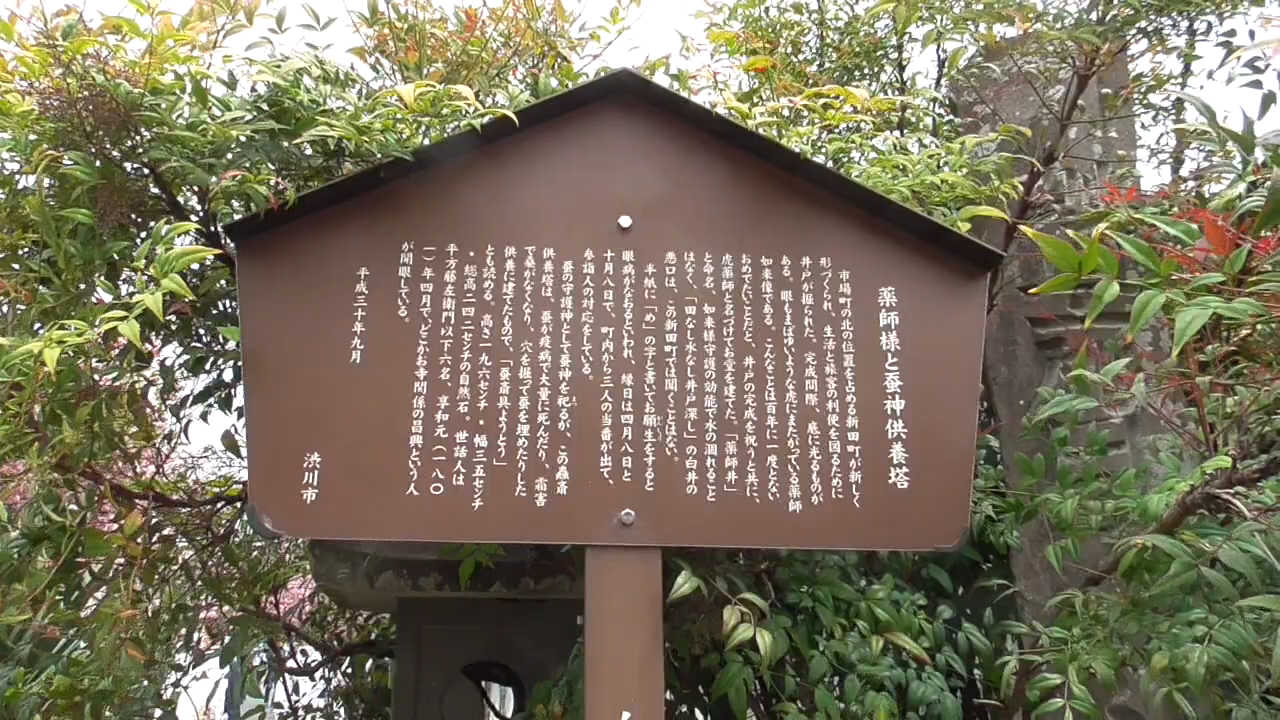 薬師様と蚕神供養塔
市場町の北の位置を占める新田町が新しく
形づくられ、生活と旅客の利便を図るために
井戸が掘られた。完成間際、底に光るものが
ある。眼もまばゆいような虎にまたがっている薬師
如来像である。こんなことは百年に一度とない
おめでたいことだと、井戸の完成を祝うと共に、
虎薬師と名づけてお堂を建てた。「薬師井」
と命名、如来様守護の効能で水の涸れること
はなく、「田なし水なし井戸深し」の白井の
悪口は、この新田町では聞くことはない。
半紙に「め」の字と書いてお願生をすると
眼病がなおるといわれ、縁日は四月八日と
十月八日で、町内から三人の当番が出て、
参詣人の対応をしている。
蚕の守護神として蚕神を祀るが、この蟲斎
供養塔は、蚕が疫病で大量に死んだり、霜害
で桑がなくなり、穴を掘って蚕を埋めたりした
供養に建てたもので、「蚕斎具ようとう」
とも読める。高さ一九六センチ・幅三五センチ
・総高二四二センチの自然石。世話人は
平方藤左衛門以下六名、享和元（一八〇
一）年四月で、どこかお寺関係の昌興という人
が開眼している。
平成三十年九月
渋川市